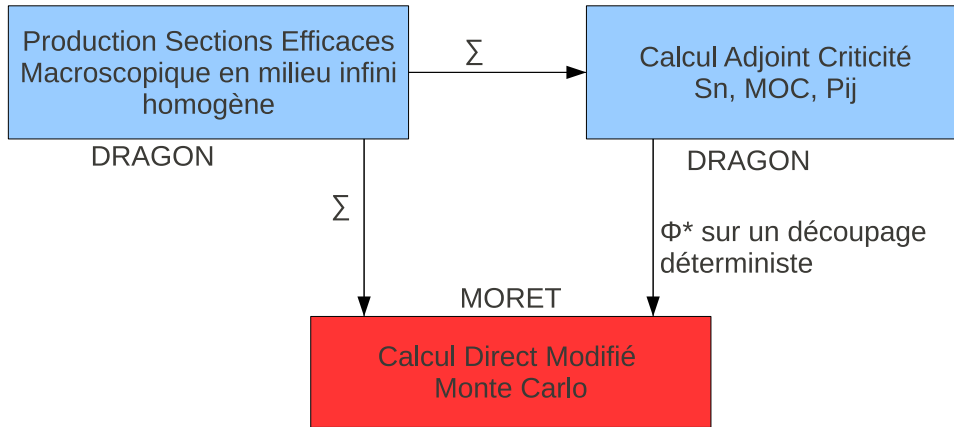 Production Sections Efficaces
Macroscopique en milieu infini
homogène
∑
Calcul Adjoint Criticité
Sn, MOC, Pij
DRAGON
DRAGON
∑
Φ* sur un découpage
déterministe
MORET
Calcul Direct Modifié
Monte Carlo